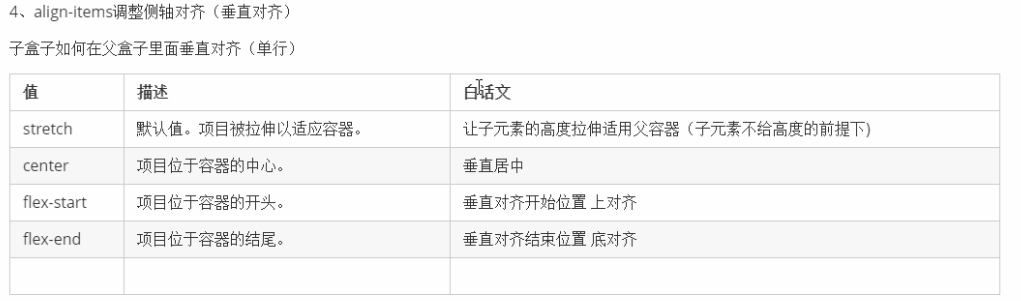 4、align-items调整侧轴对齐（垂直对齐）
子盒子如何在父盒子里面垂直对齐（单行）
值 描述 白话文
stretch 默认值。项目被拉伸以适应容器。 让子元素的高度拉伸适用父容器（子元素不给高度的前提下)
center 项目位于容器的中心。 垂直居中
flex-start 项目位于容器的开头。 垂直对齐开始位置 上对齐
flex-end 项目位于容器的结尾。 垂直对齐结束位置 底对齐